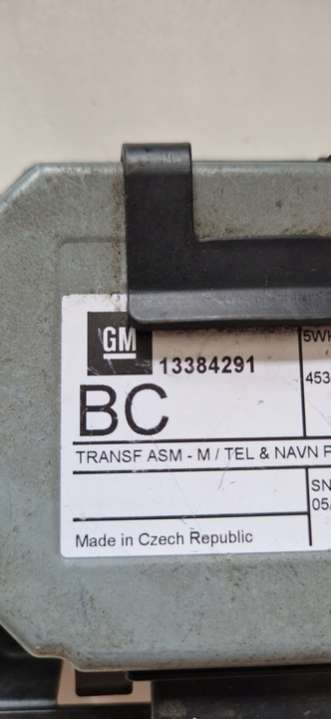 GM
13384291
5WK
453
BC
TRANSF ASM - M / TEL & NAVN
SN
05/
Made in Czech Republic